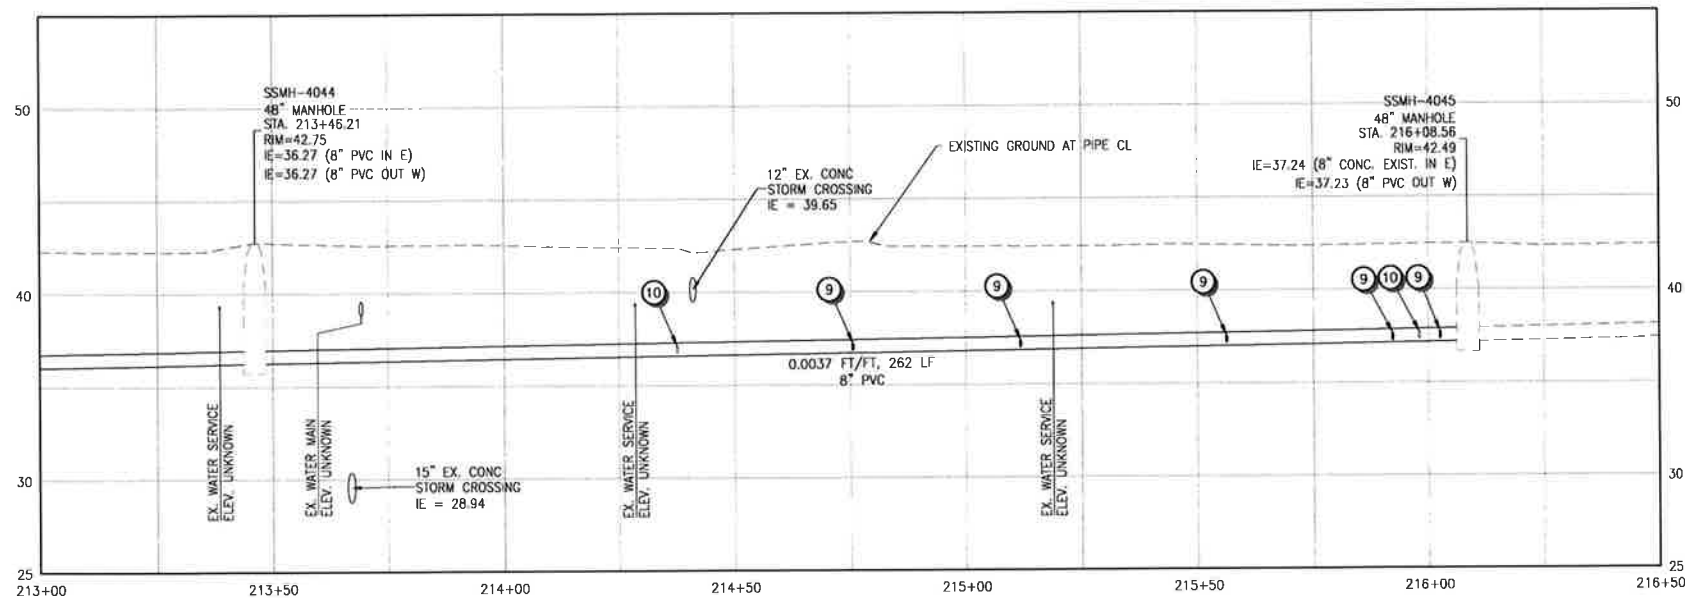 50
SSMH-4044
48" MANHOLE
STA. 213+46.21
RIM=42.75
IE=36.27 (8" PVC IN E)
IE=36.27 (8" PVC OUT W)
12" EX. CONC
STORM CROSSING
IE = 39.65
EXISTING GROUND AT PIPE CL
SSMH-4045
48" MANHOLE
STA. 216+08.56
RIM=42.49
IE=37.24 (8" CONC. EXIST. IN E)
IE=37.23 (8" PVC OUT W)
50
40
10
9
9
9
9
10
9
40
0.0037 FT/FT, 262 LF
8" PVC
EX. WATER SERVICE
ELEV. UNKNOWN
EX. WATER MAIN
ELEV. UNKNOWN
15" EX. CONC
STORM CROSSING
IE = 28.94
EX. WATER SERVICE
ELEV. UNKNOWN
EX. WATER SERVICE
ELEV. UNKNOWN
30
30
25
25
213+00
213+50
214+00
214+50
215+00
215+50
216+00
216+50